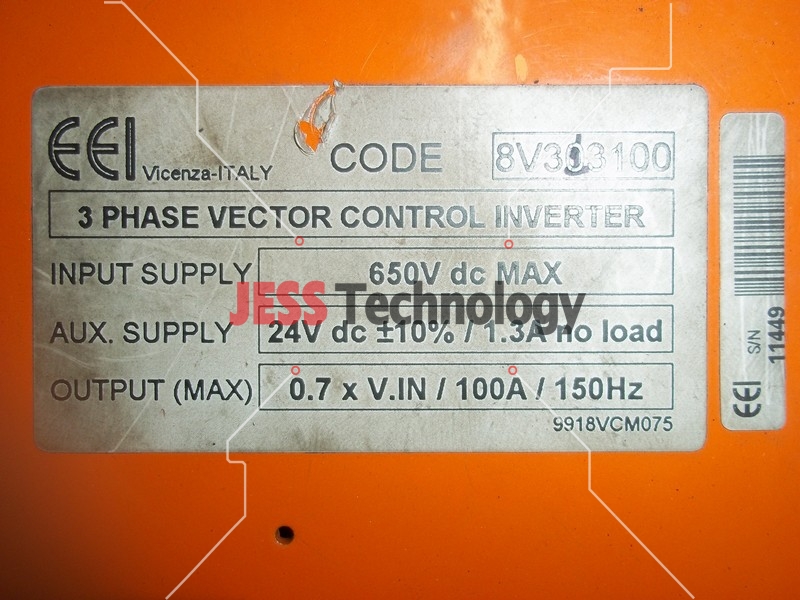 EEI Vicenza-ITALY CODE 8V303100
3 PHASE VECTOR CONTROL INVERTER
INPUT SUPPLY 650V dc MAX
JESS Technology
AUX. SUPPLY 24V dc ±10% / 1.3A no load
OUTPUT (MAX) 0.7 x V.IN / 100A / 150Hz
9918VCM075
EEI S/N 11449